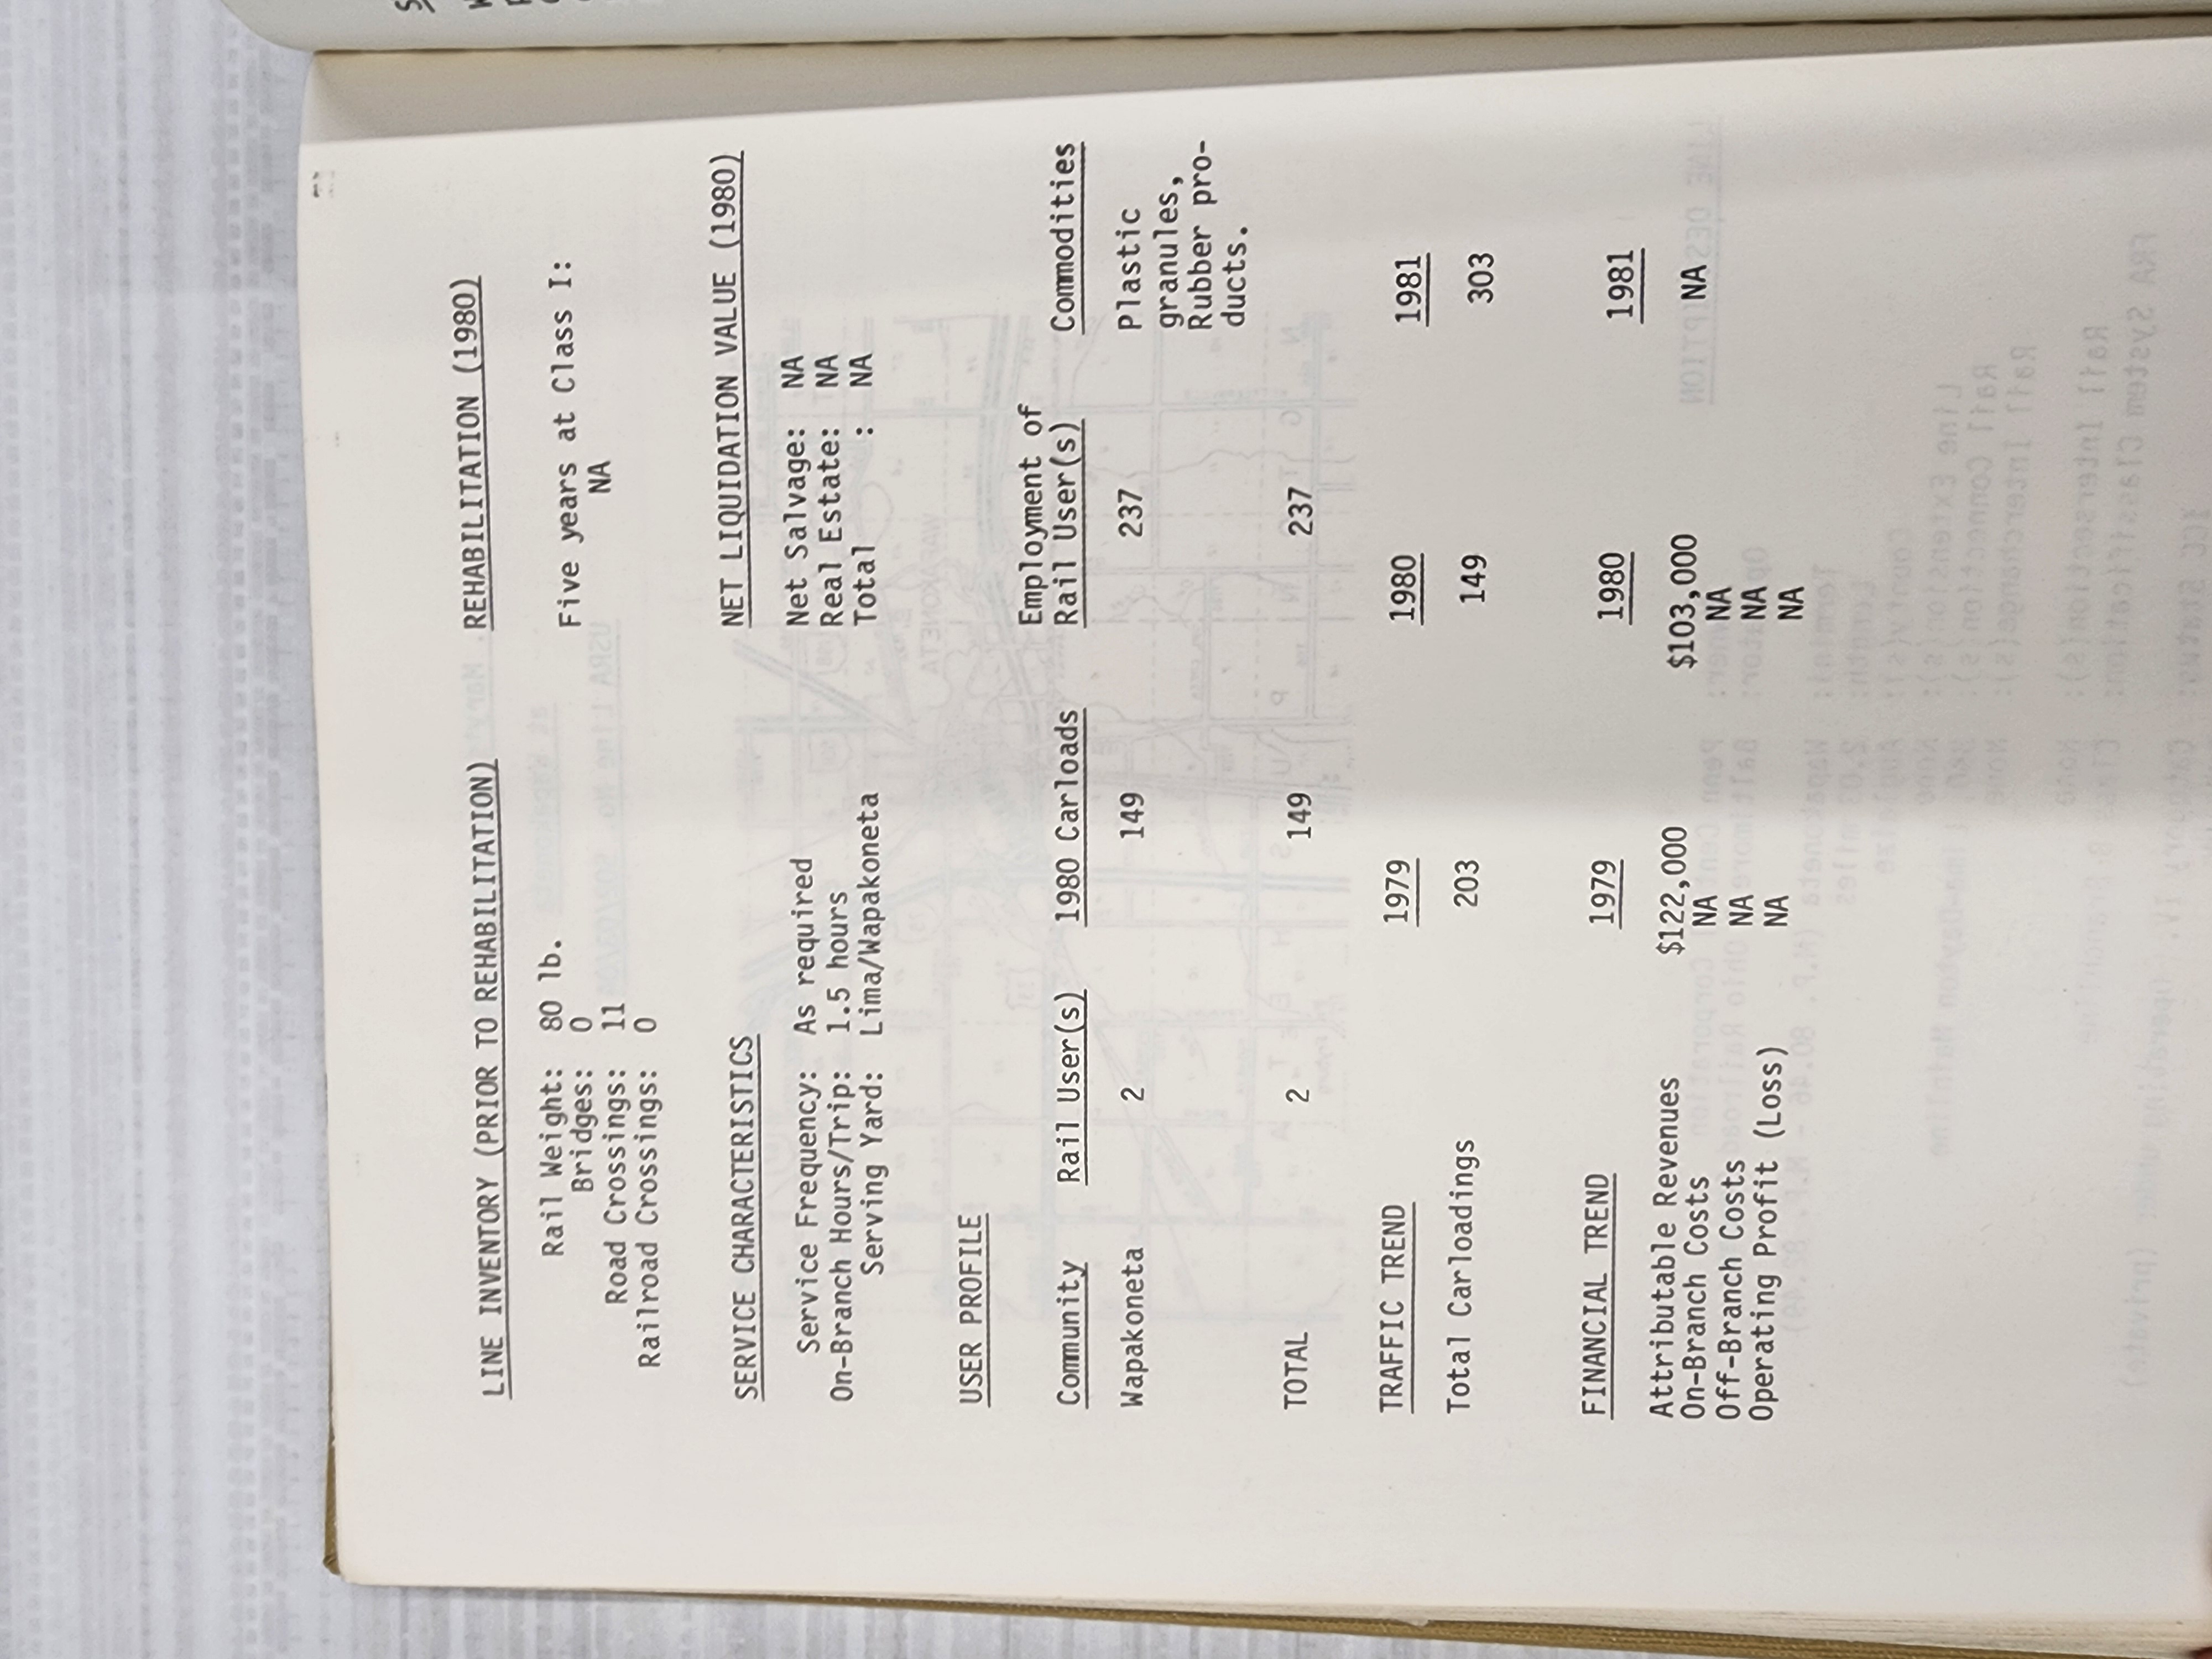 LINE INVENTORY (PRIOR TO REHABILITATION)
Rail Weight: 80 lb.
Bridges: 0
Road Crossings: 11
Railroad Crossings: 0
REHABILITATION (1980)
Five years at Class I:
NA
SERVICE CHARACTERISTICS
Service Frequency: As required
On-Branch Hours/Trip: 1.5 hours
Serving Yard: Lima/Wapakoneta
NET LIQUIDATION VALUE (1980)
Net Salvage: NA
Real Estate: NA
Total : NA
USER PROFILE
Employment of
Community Rail User(s) 1980 Carloads Rail User(s) Commodities
Wapakoneta 2 149 237 Plastic
granules,
Rubber pro-
ducts.
TOTAL 2 149 237
TRAFFIC TREND 1979 1980 1981
Total Carloadings 203 149 303
FINANCIAL TREND 1979 1980 1981
Attributable Revenues $122,000 $103,000 NA
On-Branch Costs NA NA
Off-Branch Costs NA NA
Operating Profit (Loss) NA NA